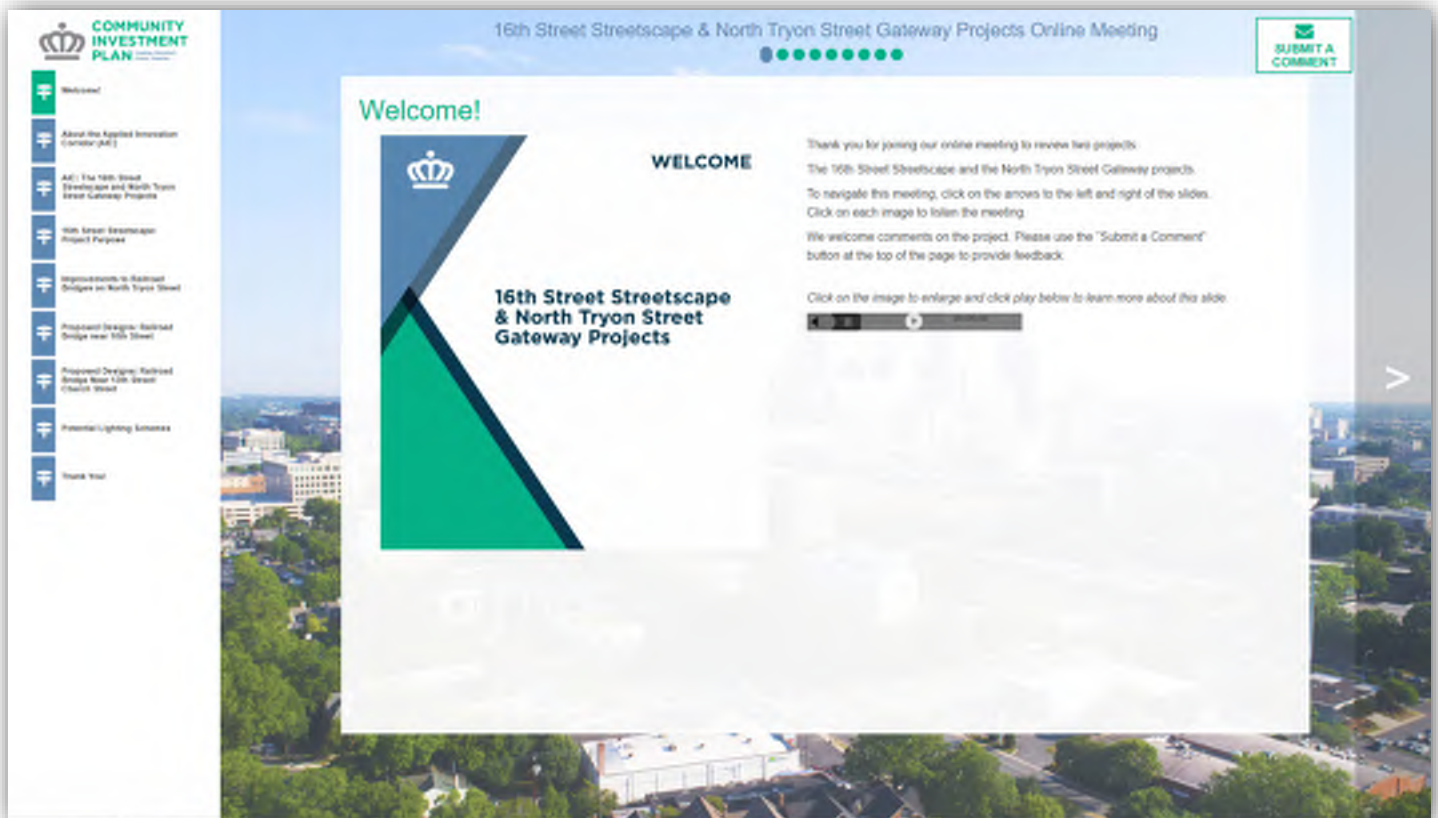 COMMUNITY
INVESTMENT
PLAN
16th Street Streetscape & North Tryon Street Gateway Projects Online Meeting
SUBMIT A
COMMENT
Welcome!
About the Applied Innovation
Corridor (AIC)
AIC: The 16th Street
Streetscape and North Tryon
Street Gateway Projects
16th Street Streetscape:
Project Purpose
Improvements to Railroad
Bridges on North Tryon Street
Proposed Designer Railroad
Bridge near 16th Street
Proposed Designer Railroad
Bridge Near 12th Street/
Church Street
Potential Lighting Schemes
Thank You!
Welcome!
WELCOME
16th Street Streetscape
& North Tryon Street
Gateway Projects
Thank you for joining our online meeting to review two projects:
The 16th Street Streetscape and the North Tryon Street Gateway projects.
To navigate this meeting, click on the arrows to the left and right of the slides.
Click on each image to listen the meeting.
We welcome comments on the project. Please use the "Submit a Comment"
button at the top of the page to provide feedback.
Click on the image to enlarge and click play below to learn more about this slide.
>